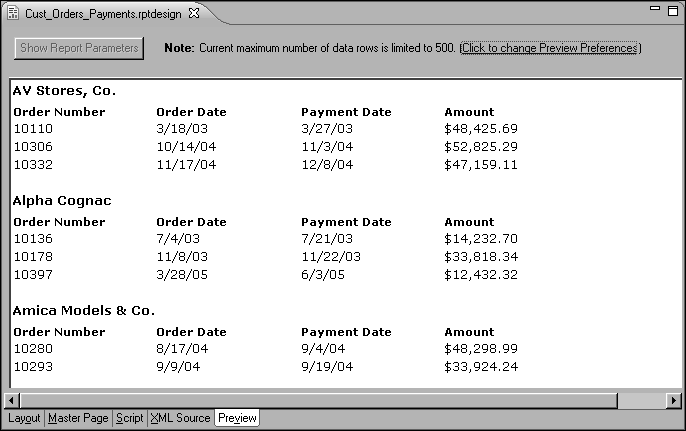 Cust_Orders_Payments.rptdesign
Show Report Parameters Note: Current maximum number of data rows is limited to 500. (Click to change Preview Preferences)
AV Stores, Co.
Order Number Order Date Payment Date Amount
10110 3/18/03 3/27/03 $48,425.69
10306 10/14/04 11/3/04 $52,825.29
10332 11/17/04 12/8/04 $47,159.11
Alpha Cognac
Order Number Order Date Payment Date Amount
10136 7/4/03 7/21/03 $14,232.70
10178 11/8/03 11/22/03 $33,818.34
10397 3/28/05 6/3/05 $12,432.32
Amica Models & Co.
Order Number Order Date Payment Date Amount
10280 8/17/04 9/4/04 $48,298.99
10293 9/9/04 9/19/04 $33,924.24
Layout Master Page Script XML Source Preview